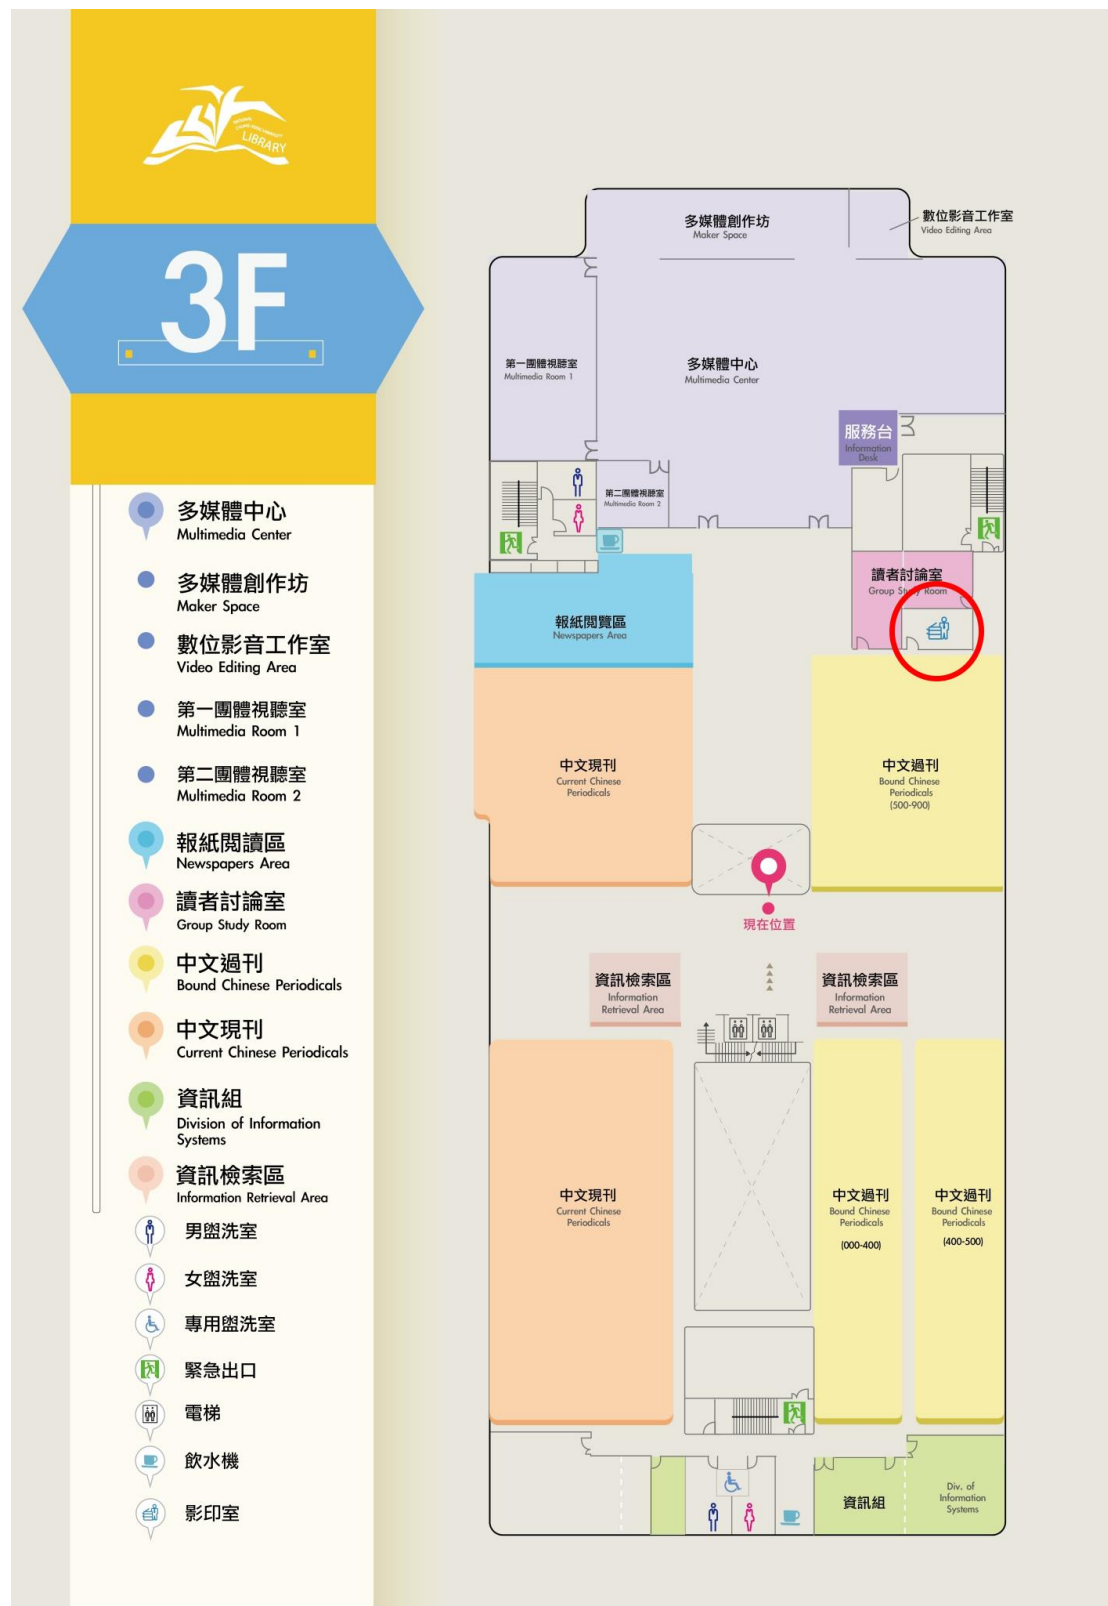 LIBRARY
3F
多媒體中心
Multimedia Center
多媒體創作坊
Maker Space
數位影音工作室
Video Editing Area
第一團體視聽室
Multimedia Room 1
第二團體視聽室
Multimedia Room 2
報紙閱讀區
Newspapers Area
讀者討論室
Group Study Room
中文過刊
Bound Chinese Periodicals
中文現刊
Current Chinese Periodicals
資訊組
Division of Information
Systems
資訊檢索區
Information Retrieval Area
男盥洗室
女盥洗室
專用盥洗室
緊急出口
電梯
飲水機
影印室
多媒體創作坊
Maker Space
數位影音工作室
Video Editing Area
第一團體視聽室
Multimedia Room 1
多媒體中心
Multimedia Center
服務台
Information
Desk
第二團體視聽室
Multimedia Room 2
讀者討論室
Group Study Room
報紙閱覽區
Newspapers Area
中文現刊
Current Chinese
Periodicals
中文過刊
Bound Chinese
Periodicals
(500-900)
現在位置
資訊檢索區
Information
Retrieval Area
資訊檢索區
Information
Retrieval Area
中文現刊
Current Chinese
Periodicals
中文過刊
Bound Chinese
Periodicals
(000-400)
中文過刊
Bound Chinese
Periodicals
(400-500)
資訊組
Div. of
Information
Systems